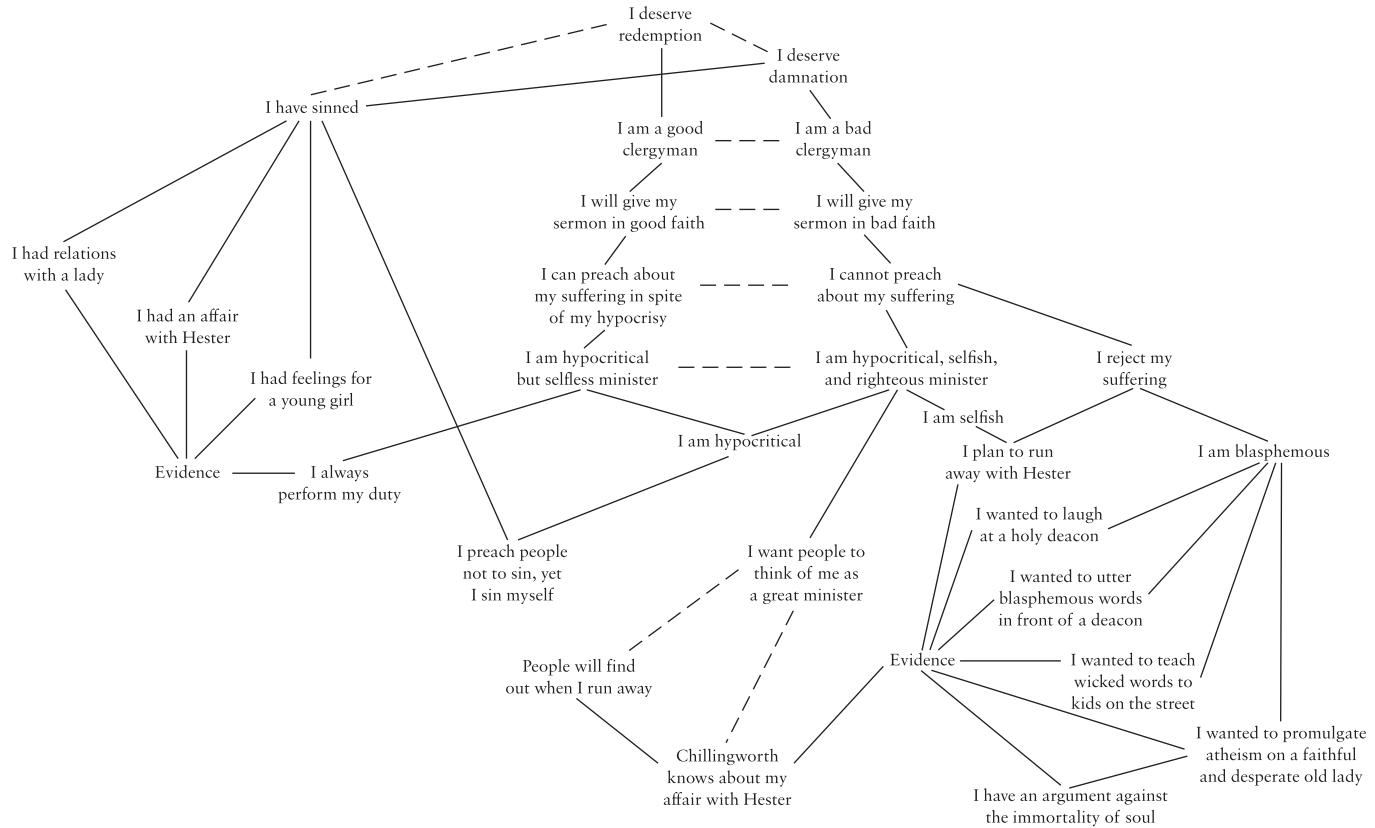 I deserve
redemption
I deserve
damnation
I have sinned
I am a good
clergyman
I am a bad
clergyman
I will give my
sermon in good faith
I will give my
sermon in bad faith
I had relations
with a lady
I can preach about
my suffering in spite
of my hypocrisy
I cannot preach
about my suffering
I had an affair
with Hester
I am hypocritical
but selfless minister
I am hypocritical, selfish,
and righteous minister
I reject my
suffering
I had feelings for
a young girl
I am selfish
I am hypocritical
I plan to run
away with Hester
I am blasphemous
Evidence
I always
perform my duty
I wanted to laugh
at a holy deacon
I preach people
not to sin, yet
I sin myself
I want people to
think of me as
a great minister
I wanted to utter
blasphemous words
in front of a deacon
People will find
out when I run away
Evidence
I wanted to teach
wicked words to
kids on the street
Chillingworth
knows about my
affair with Hester
I wanted to promulgate
atheism on a faithful
and desperate old lady
I have an argument against
the immortality of soul